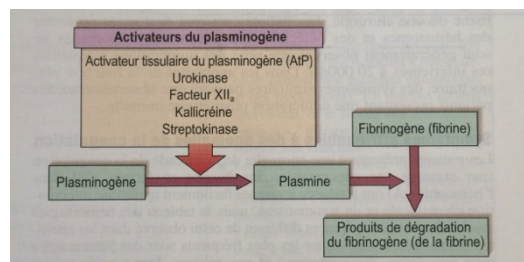 Activateurs du plasminogène
Activateur tissulaire du plasminogène (AtP)
Urokinase
Facteur XIIa
Kallicréine
Streptokinase
Fibrinogène (fibrine)
Plasminogène
Plasmine
Produits de dégradation
du fibrinogène (de la fibrine)